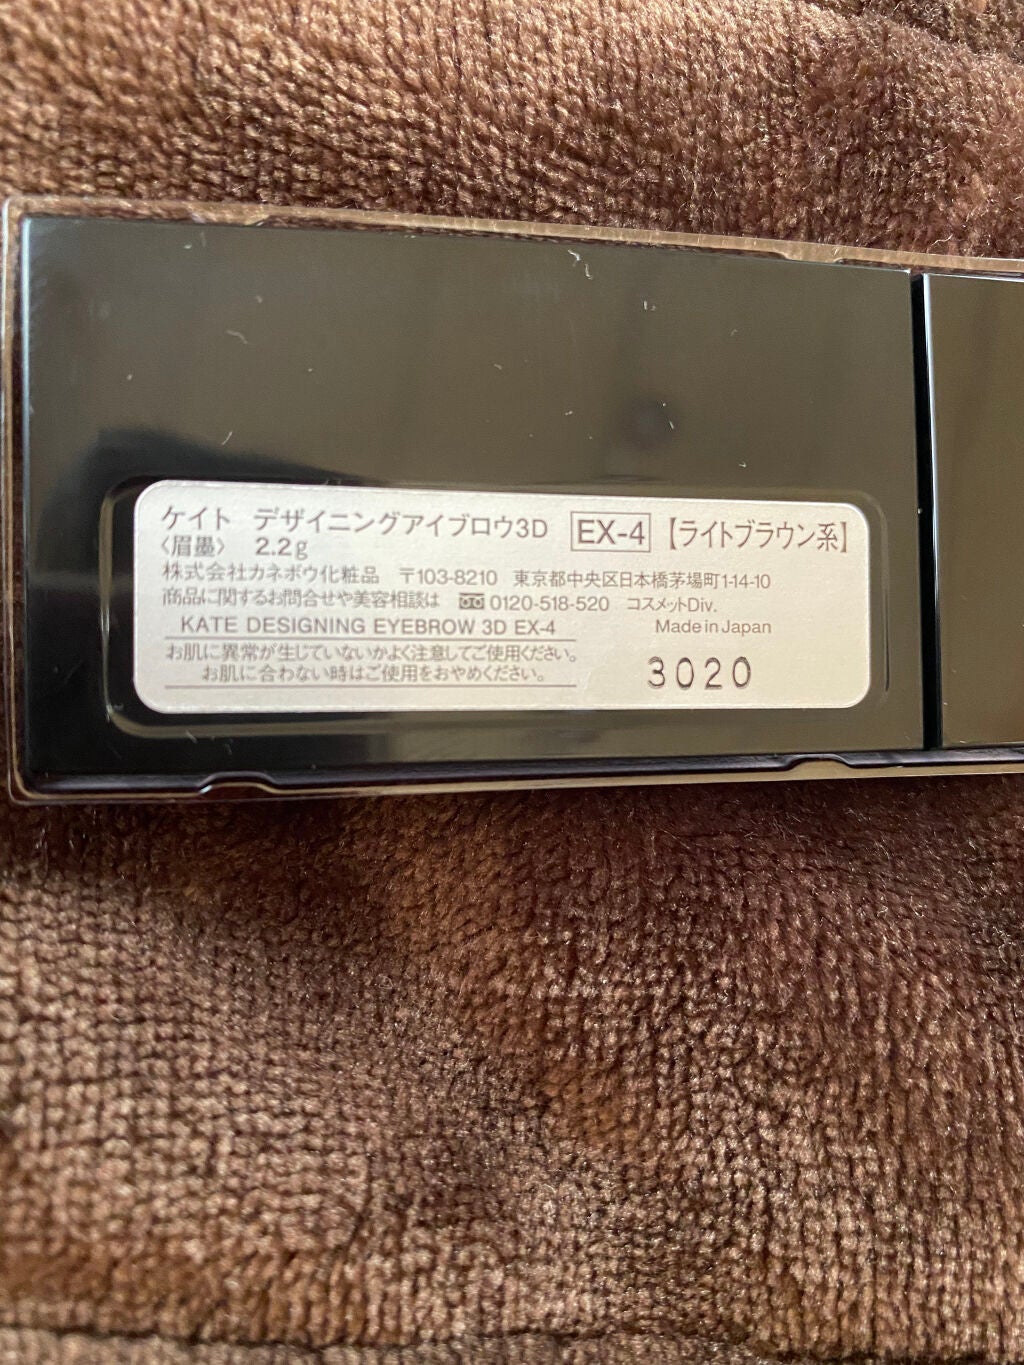 ケイト デザイニングアイブロウ3D EX-4 【ライトブラウン系】
〈眉墨〉 2.2g
株式会社カネボウ化粧品 〒103-8210 東京都中央区日本橋茅場町1-14-10
商品に関するお問合せや美容相談は 0120-518-520 コスメットDiv.
KATE DESIGNING EYEBROW 3D EX-4 Made in Japan
お肌に異常が生じていないかよく注意してご使用ください。
お肌に合わない時はご使用をおやめください。
3020